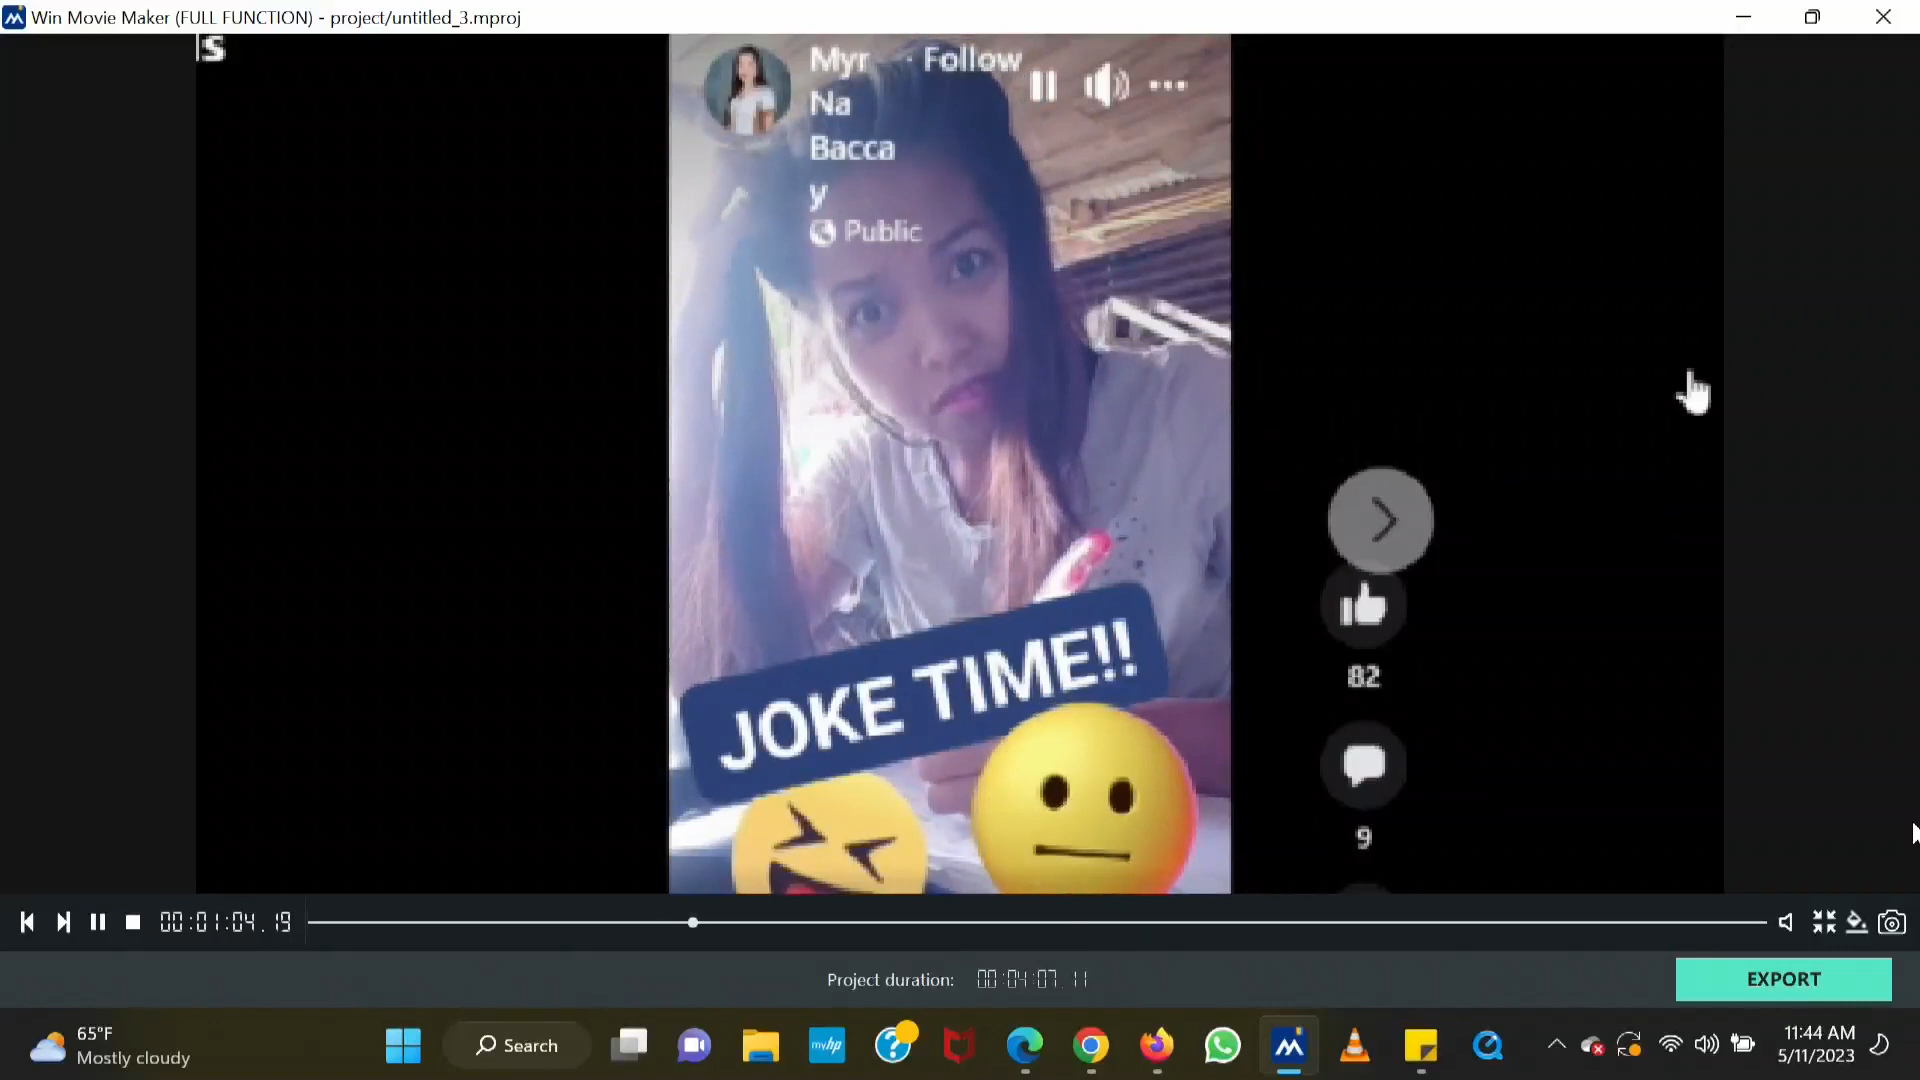 Win Movie Maker (FULL FUNCTION) - project/untitled_3.mproj
s
Myr · Follow
Na
Bacca
y
Public
JOKE TIME!!
82
9
00:01:04.19
Project duration: 00:04:07.11
EXPORT
65°F
Mostly cloudy
Search
myhp
11:44 AM
5/11/2023